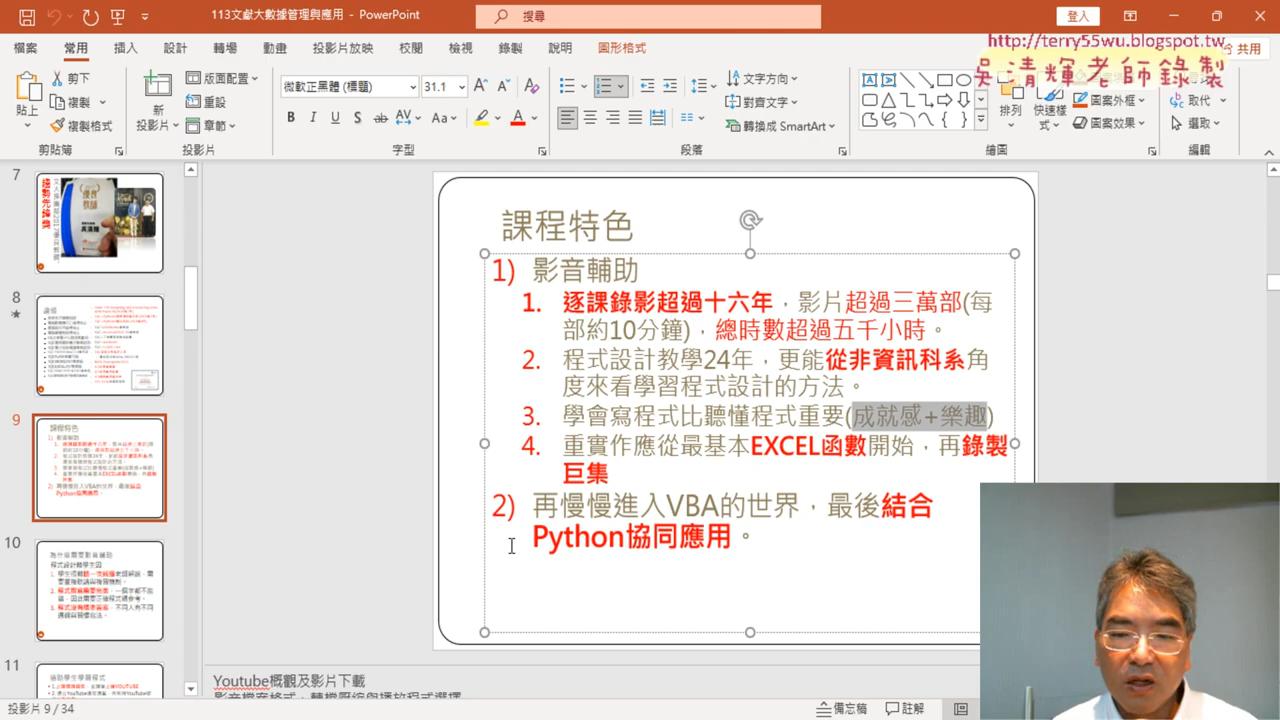 113文獻大數據管理與應用 - PowerPoint
搜尋
登入
檔案 常用 插入 設計 轉場 動畫 投影片放映 校閱 檢視 錄製 說明 圖形格式
共用
http://terry55wu.blogspot.tw
吳清輝老師錄製
貼上
剪下
複製
複製格式
剪貼簿
新投影片
版面配置
重設
章節
投影片
微軟正黑體 (標題) 31.1
字型
文字方向
對齊文字
轉換成 SmartArt
段落
排列
快速樣式
圖案外框
圖案效果
繪圖
取代
選取
編輯
7
8
9
10
為什麼需要影音輔助
11
課程特色
1) 影音輔助
1. 逐課錄影超過十六年，影片超過三萬部(每
部約10分鐘)，總時數超過五千小時。
2. 程式設計教學24年，更能從非資訊科系角
度來看學習程式設計的方法。
3. 學會寫程式比聽懂程式重要(成就感+樂趣)
4. 重實作應從最基本EXCEL函數開始，再錄製
巨集
2) 再慢慢進入VBA的世界，最後結合
Python協同應用。
Youtube概觀及影片下載
投影片 9 / 34
備忘稿
註解